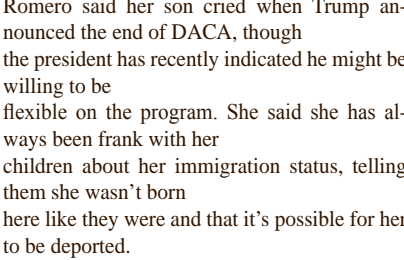 Romero said her son cried when Trump an-
nounced the end of DACA, though
the president has recently indicated he might be
willing to be
flexible on the program. She said she has al-
ways been frank with her
children about her immigration status, telling
them she wasn't born
here like they were and that it's possible for her
to be deported.